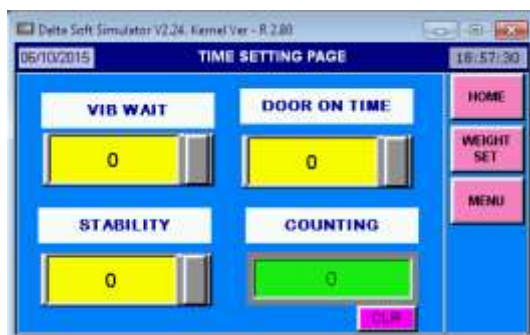 Delta Soft Simulator V2.24, Kernel Ver - R 2.80
06/10/2015
TIME SETTING PAGE
16:57:30
VIB WAIT
DOOR ON TIME
HOME
0
0
WEIGHT
SET
MENU
STABILITY
COUNTING
0
0
CLR